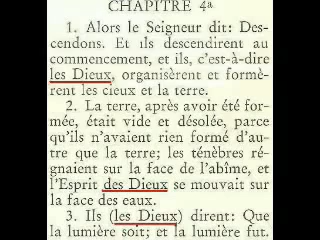 CHAPITRE 4a
1. Alors le Seigneur dit: Des-
cendons. Et ils descendirent au
commencement, et ils, c'est-à-dire
les Dieux, organisèrent et formè-
rent les cieux et la terre.
2. La terre, après avoir été for-
mée, était vide et désolée, parce
qu'ils n'avaient rien formé d'au-
tre que la terre; les ténèbres ré-
gnaient sur la face de l'abîme, et
l'Esprit des Dieux se mouvait sur
la face des eaux.
3. Ils (les Dieux) dirent: Que
la lumière soit; et la lumière fut.